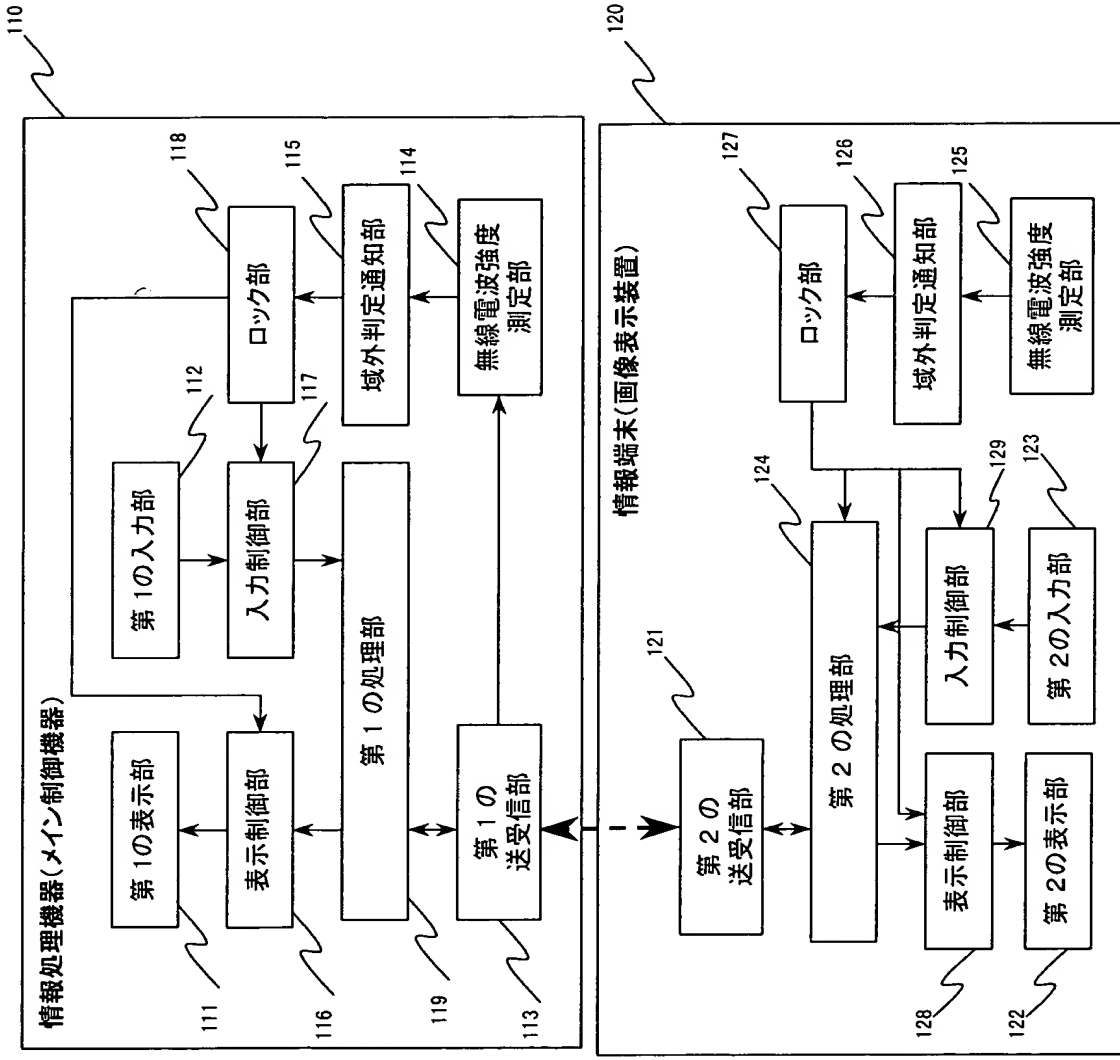 110
情報処理機器(メイン制御機器)
118
115
114
ロック部
域外判定通知部
無線電波強度
測定部
112
117
第1の入力部
入力制御部
第1の処理部
第1の表示部
表示制御部
第1の
送受信部
111
116
119
113
120
情報端末(画像表示装置)
127
126
125
ロック部
域外判定通知部
無線電波強度
測定部
124
129
123
121
第2の
送受信部
第2の処理部
入力制御部
第2の入力部
表示制御部
第2の表示部
128
122